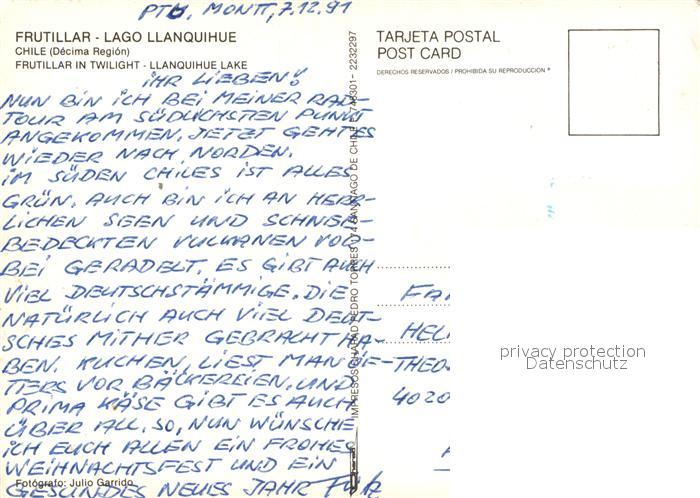 PTO. MONTT, 7.12.91
FRUTILLAR - LAGO LLANQUIHUE
CHILE (Décima Región)
FRUTILLAR IN TWILIGHT - LLANQUIHUE LAKE
IHR LIEBEN!
NUN BIN ICH BEI MEINER RAD-
TOUR AM SÜDLICHSTEN PUNKT
ANGEKOMMEN. JETZT GEHT ES
WIEDER NACH NORDEN.
IM SÜDEN CHILES IST ALLES
GRÜN. AUCH BIN ICH AN HERR-
LICHEN SEEN UND SCHNEE-
BEDECKTEN VULKANEN VOR-
BEI GERADELT. ES GIBT AUCH
VIEL DEUTSCHSTÄMMIGE. DIE
NATÜRLICH AUCH VIEL DEUT-
SCHES MITHER GEBRACHT HA-
BEN. KUCHEN, LIEST MAN DE-
TTERS VOR BÄCKEREIEN. UND
PRIMA KÄSE GIBT ES AUCH
ÜBER ALL. SO, NUN WÜNSCHE
ICH EUCH ALLEN EIN FROHES
WEIHNACHTSFEST UND EIN
GESUNDES NEUES JAHR
Fotógrafo: Julio Garrido
TARJETA POSTAL
POST CARD
DERECHOS RESERVADOS / PROHIBIDA SU REPRODUCCION
FA
HEL
THEO
4020
privacy protection
Datenschutz